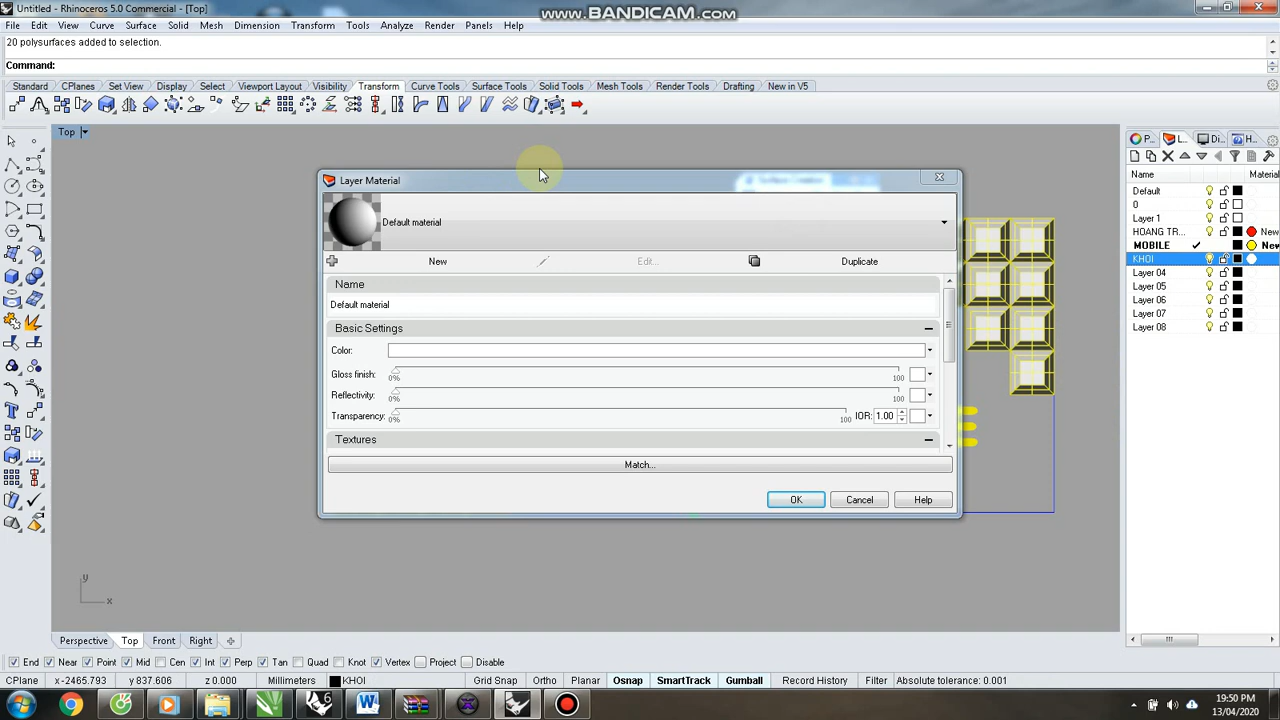 Untitled - Rhinoceros 5.0 Commercial - [Top]
www.BANDICAM.com
File Edit View Curve Surface Solid Mesh Dimension Transform Tools Analyze Render Panels Help
20 polysurfaces added to selection.
Command:
Standard CPlanes Set View Display Select Viewport Layout Visibility Transform Curve Tools Surface Tools Solid Tools Mesh Tools Render Tools Drafting New in V5
Top
P... L... Di... H...
Name Material
Default
0
Layer 1
HOANG TR... New
MOBILE New
KHOI
Layer 04
Layer 05
Layer 06
Layer 07
Layer 08
Layer Material
Default material
New Edit... Duplicate
Name
Default material
Basic Settings
Color:
Gloss finish: 0% 100
Reflectivity: 0% 100
Transparency: 0% 100 IOR: 1.00
Textures
Match...
OK Cancel Help
y
x
Perspective Top Front Right
End Near Point Mid Cen Int Perp Tan Quad Knot Vertex Project Disable
CPlane x -2465.793 y 837.606 z 0.000 Millimeters KHOI Grid Snap Ortho Planar Osnap SmartTrack Gumball Record History Filter Absolute tolerance: 0.001
6
19:50 PM
13/04/2020